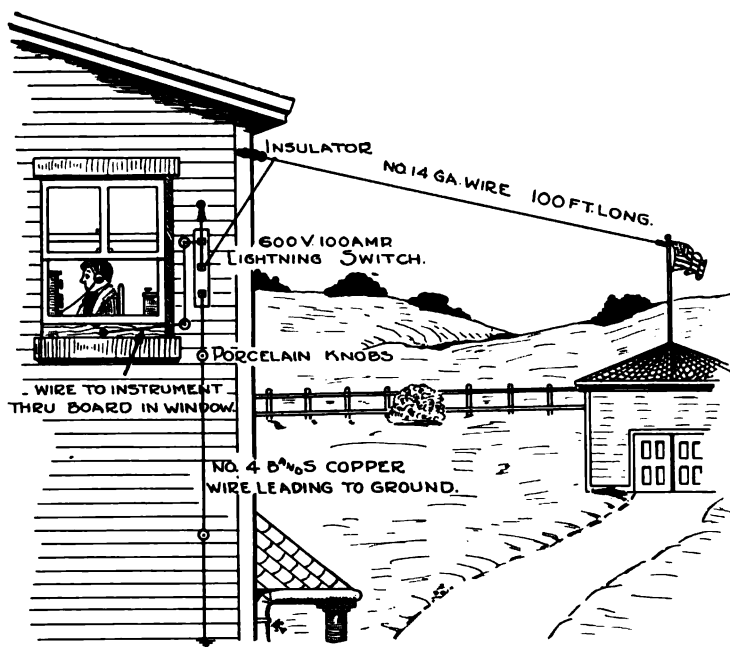 INSULATOR
NO. 14 GA. WIRE 100 FT. LONG.
600 V. 100 AMP.
LIGHTNING SWITCH.
PORCELAIN KNOBS
WIRE TO INSTRUMENT
THRU BOARD IN WINDOW.
NO. 4 BANDS COPPER
WIRE LEADING TO GROUND.